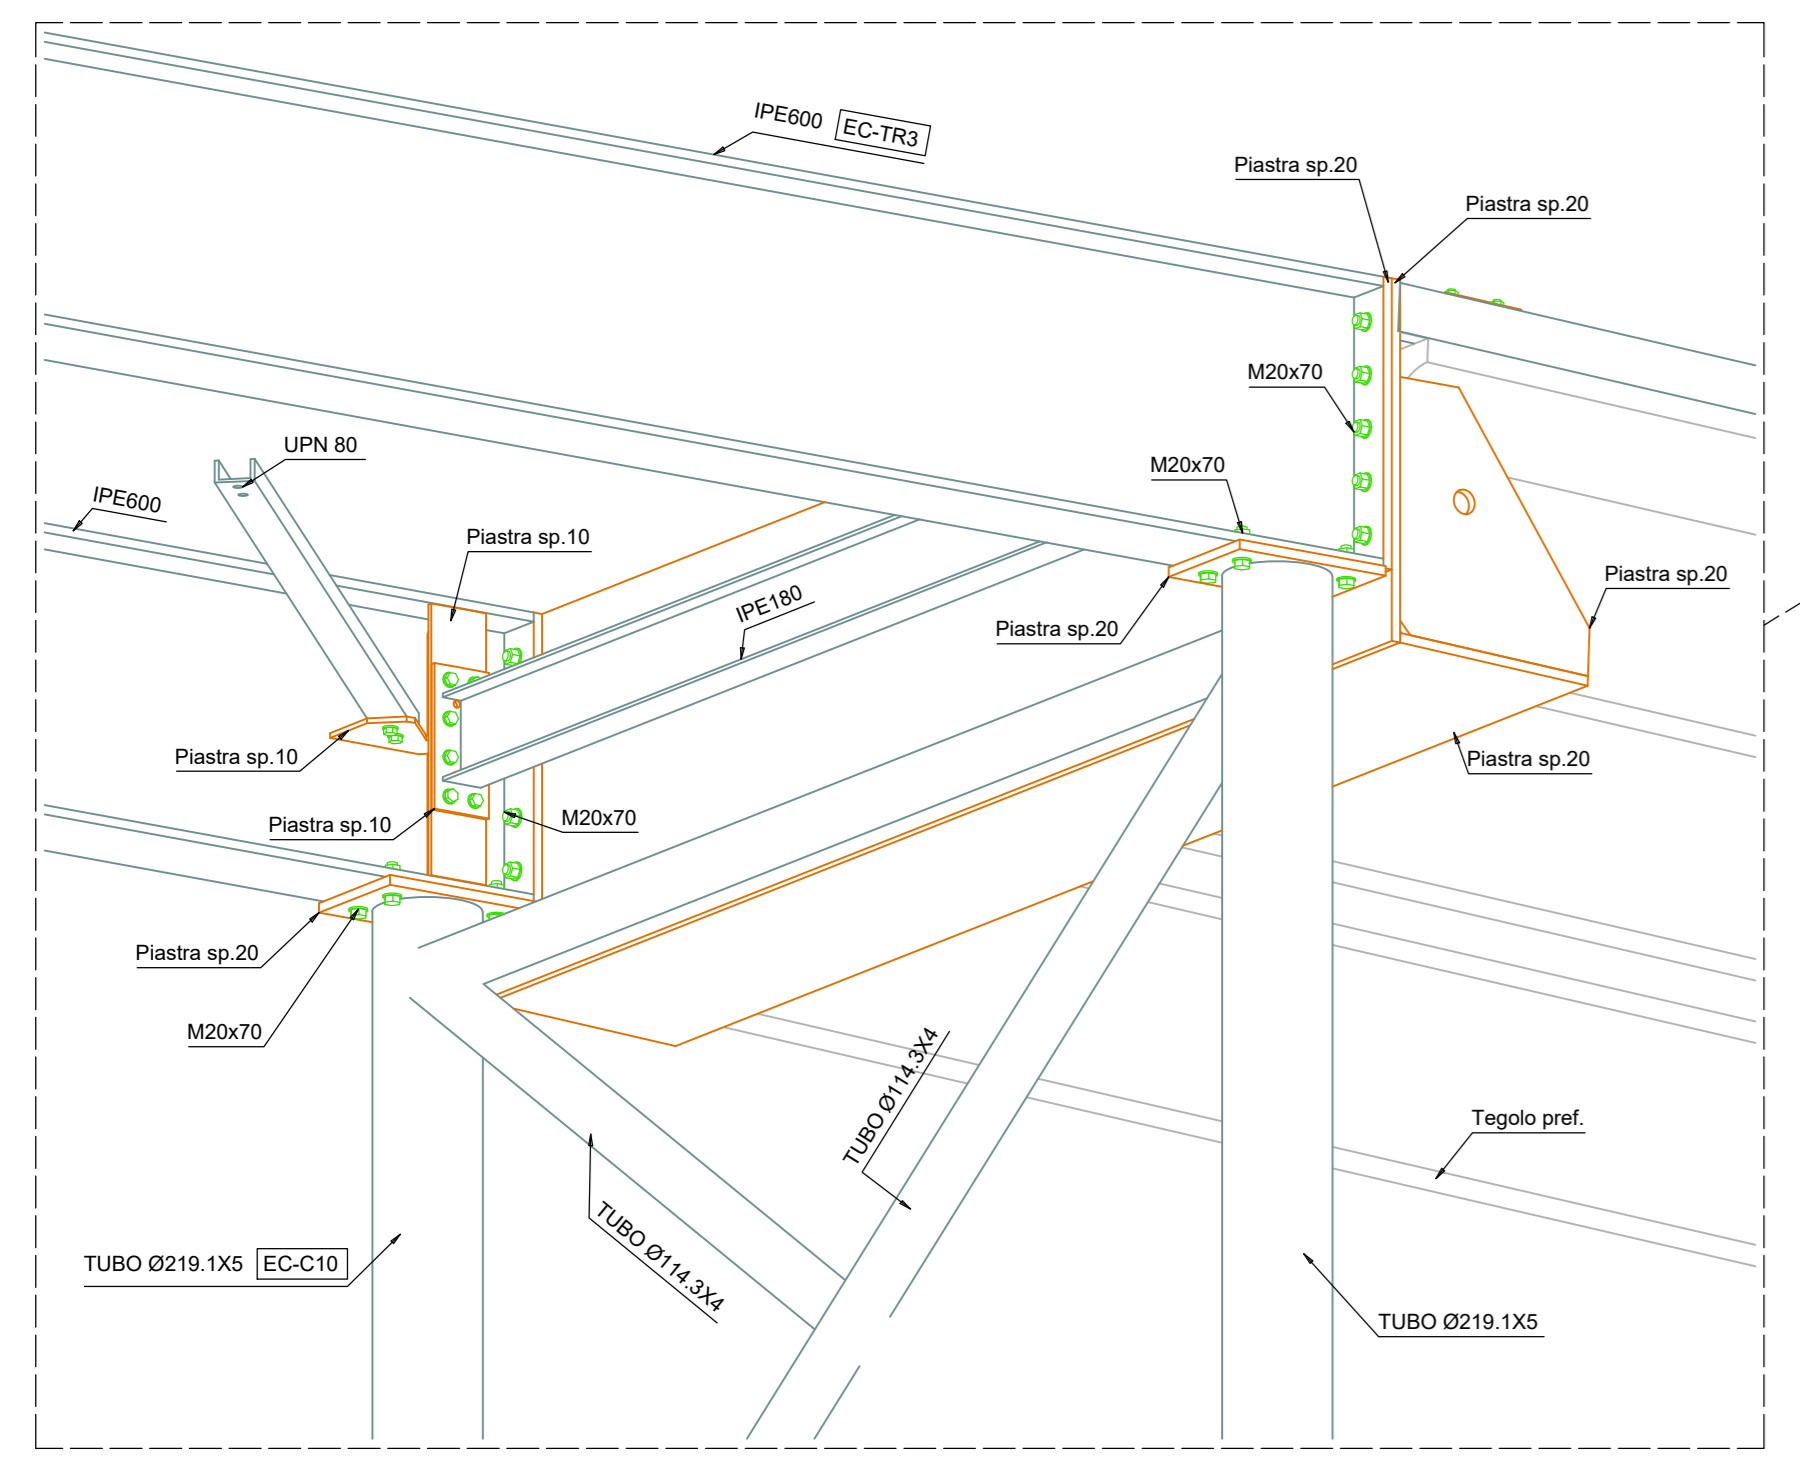 IPE600 EC-TR3
Piastra sp.20
Piastra sp.20
M20x70
UPN 80
M20x70
IPE600
Piastra sp.10
Piastra sp.20
IPE180
Piastra sp.20
Piastra sp.10
Piastra sp.20
Piastra sp.10
M20x70
Piastra sp.20
M20x70
TUBO Ø114.3X4
Tegolo pref.
TUBO Ø219.1X5 EC-C10
TUBO Ø114.3X4
TUBO Ø219.1X5